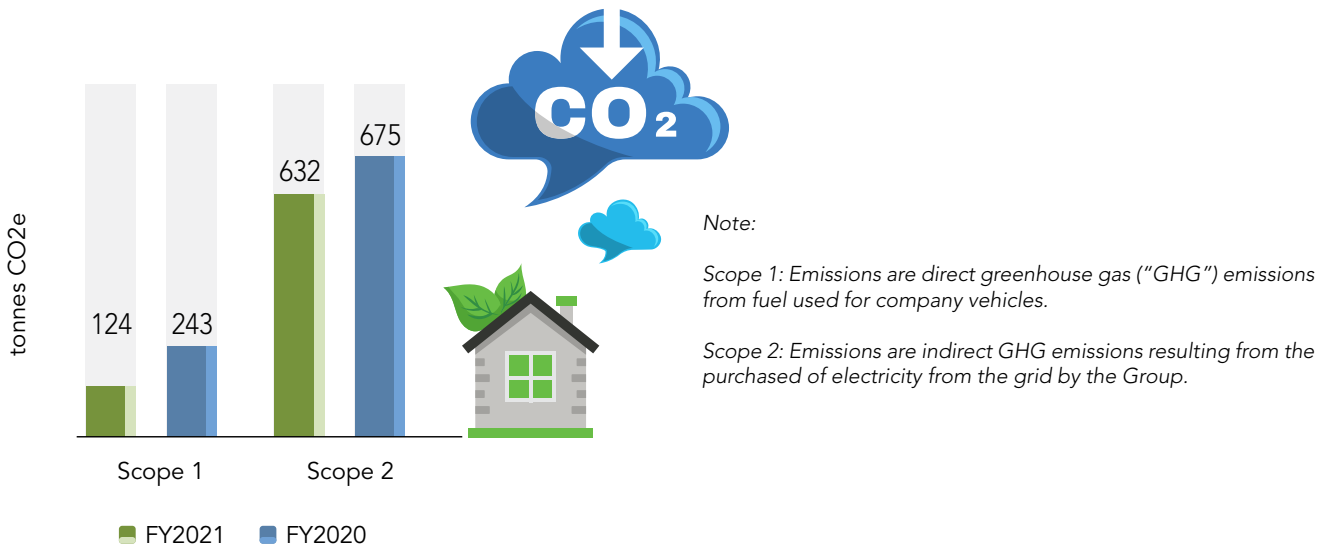 CO2
675
632
tonnes CO2e
124
243
Scope 1
Scope 2
FY2021
FY2020
Note:
Scope 1: Emissions are direct greenhouse gas (“GHG”) emissions
from fuel used for company vehicles.
Scope 2: Emissions are indirect GHG emissions resulting from the
purchased of electricity from the grid by the Group.